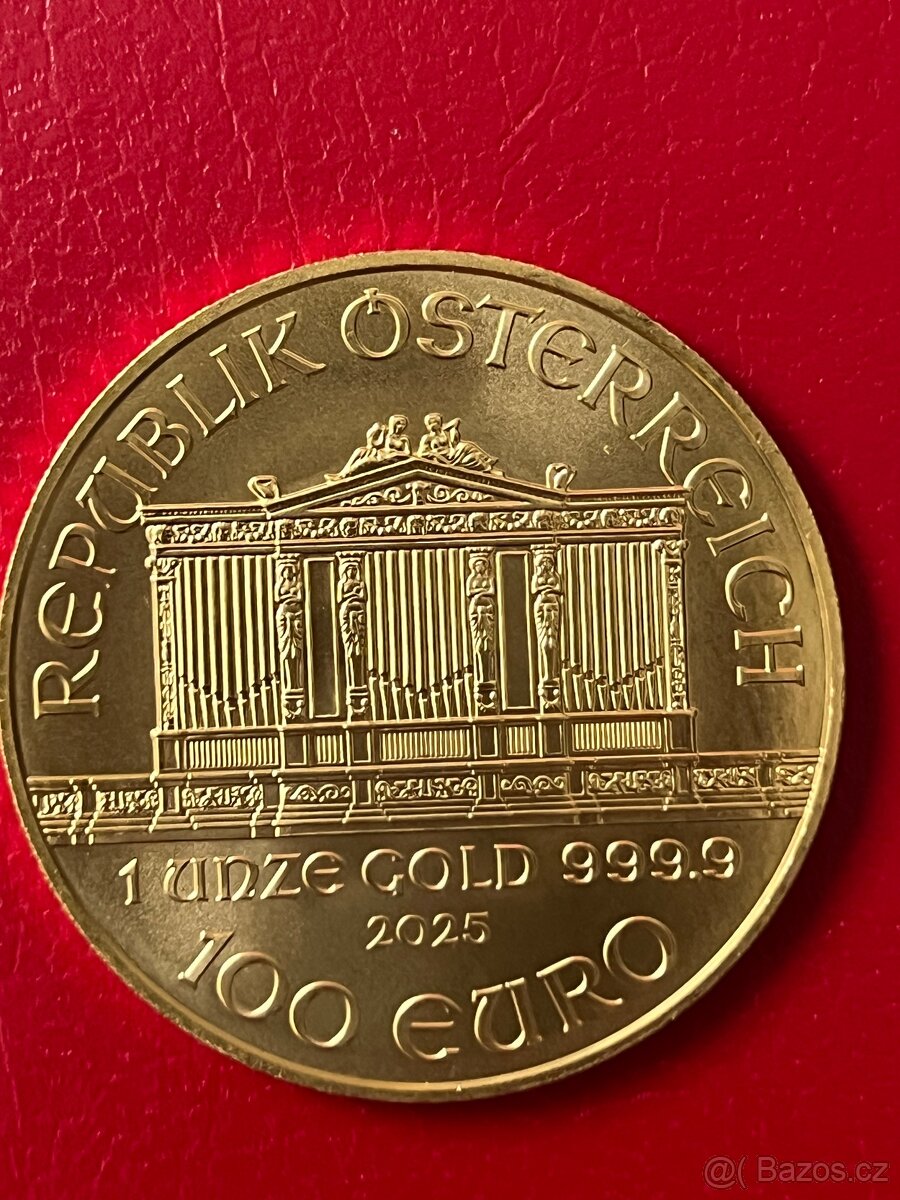 REPUBLIK ÖSTERREICH
1 UNZE GOLD 999.9
2025
100 EURO
@( Bazos.cz